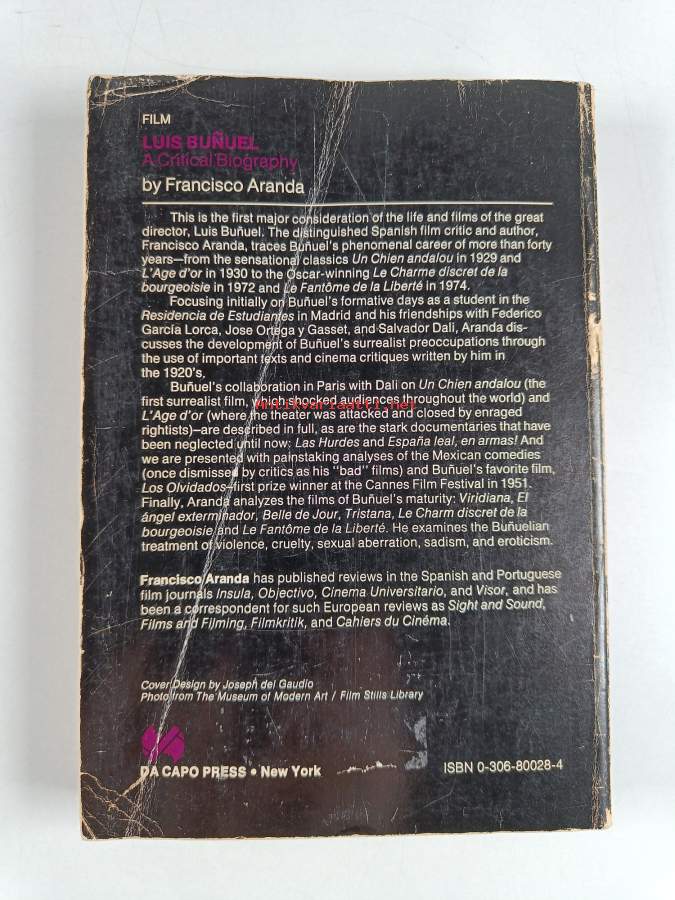 FILM
LUIS BUÑUEL
A Critical Biography
by Francisco Aranda
This is the first major consideration of the life and films of the great
director, Luis Buñuel. The distinguished Spanish film critic and author,
Francisco Aranda, traces Buñuel's phenomenal career of more than forty
years—from the sensational classics Un Chien andalou in 1929 and
L'Age d'or in 1930 to the Oscar-winning Le Charme discret de la
bourgeoisie in 1972 and Le Fantôme de la Liberté in 1974.
Focusing initially on Buñuel's formative days as a student in the
Residencia de Estudiantes in Madrid and his friendships with Federico
García Lorca, Jose Ortega y Gasset, and Salvador Dali, Aranda dis-
cusses the development of Buñuel's surrealist preoccupations through
the use of important texts and cinema critiques written by him in
the 1920's.
Buñuel's collaboration in Paris with Dali on Un Chien andalou (the
first surrealist film, which shocked audiences throughout the world) and
Antikvariaatti.net
L'Age d'or (where the theater was attacked and closed by enraged
rightists)—are described in full, as are the stark documentaries that have
been neglected until now: Las Hurdes and España leal, en armas! And
we are presented with painstaking analyses of the Mexican comedies
(once dismissed by critics as his "bad" films) and Buñuel's favorite film,
Los Olvidados—first prize winner at the Cannes Film Festival in 1951.
Finally, Aranda analyzes the films of Buñuel's maturity: Viridiana, El
ángel exterminador, Belle de Jour, Tristana, Le Charm discret de la
bourgeoisie and Le Fantôme de la Liberté. He examines the Buñuelian
treatment of violence, cruelty, sexual aberration, sadism, and eroticism.
Francisco Aranda has published reviews in the Spanish and Portuguese
film journals Insula, Objectivo, Cinema Universitario, and Visor, and has
been a correspondent for such European reviews as Sight and Sound,
Films and Filming, Filmkritik, and Cahiers du Cinéma.
Cover Design by Joseph del Gaudio
Photo from The Museum of Modern Art / Film Stills Library
DA CAPO PRESS • New York
ISBN 0-306-80028-4